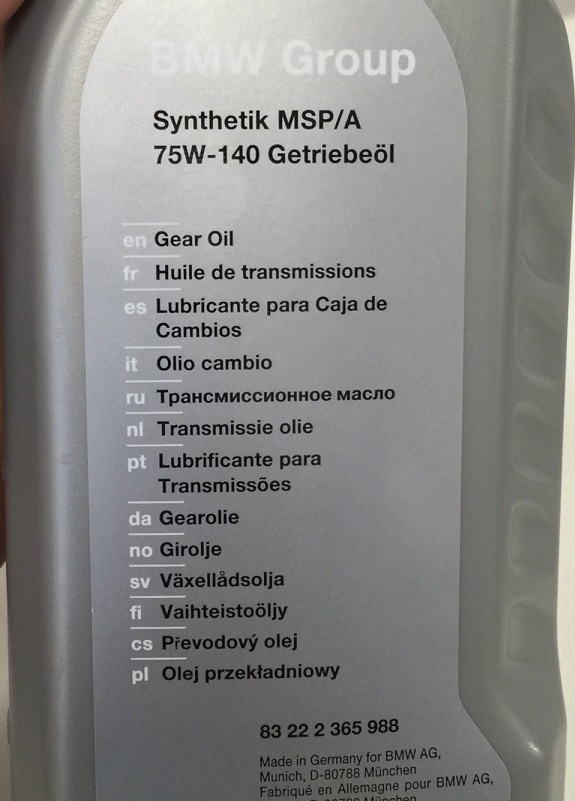 BMW Group
Synthetik MSP/A
75W-140 Getriebeöl
en Gear Oil
fr Huile de transmissions
es Lubricante para Caja de
Cambios
it Olio cambio
ru Трансмиссионное масло
nl Transmissie olie
pt Lubrificante para
Transmissões
da Gearolie
no Girolje
sv Växellådsolja
fi Vaihteistoöljy
cs Převodový olej
pl Olej przekładniowy
83 22 2 365 988
Made in Germany for BMW AG,
Munich, D-80788 München
Fabriqué en Allemagne pour BMW AG,
D-80788 München